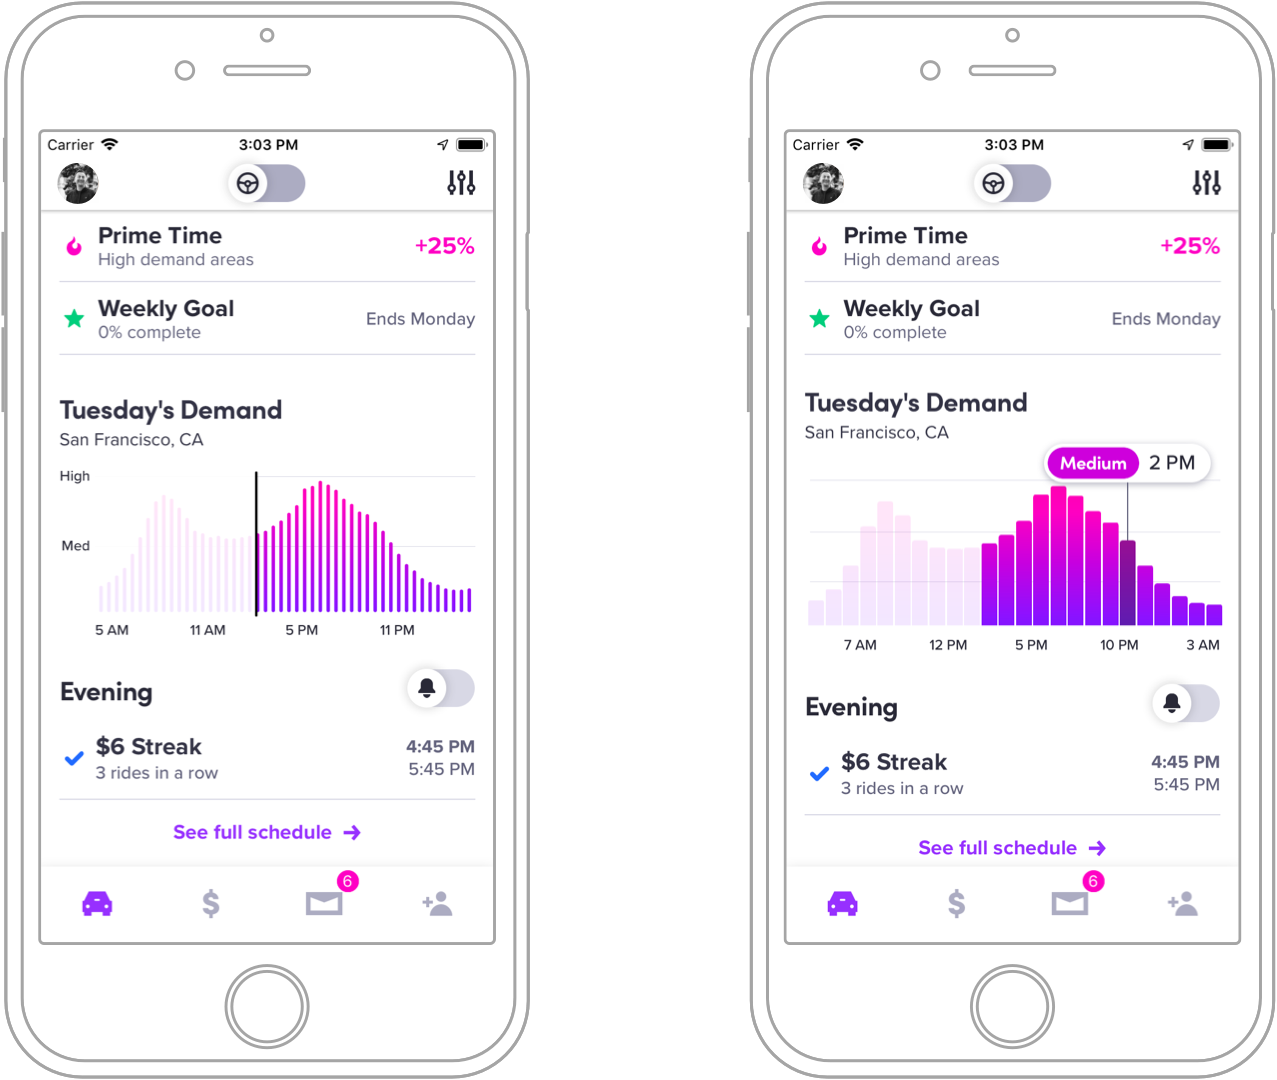 Carrier 3:03 PM
Prime Time
High demand areas
+25%
Weekly Goal
0% complete
Ends Monday
Tuesday's Demand
San Francisco, CA
High
Med
5 AM 11 AM 5 PM 11 PM
Evening
$6 Streak
3 rides in a row
4:45 PM
5:45 PM
See full schedule
$
6
Carrier 3:03 PM
Prime Time
High demand areas
+25%
Weekly Goal
0% complete
Ends Monday
Tuesday's Demand
San Francisco, CA
Medium 2 PM
7 AM 12 PM 5 PM 10 PM 3 AM
Evening
$6 Streak
3 rides in a row
4:45 PM
5:45 PM
See full schedule
$
6